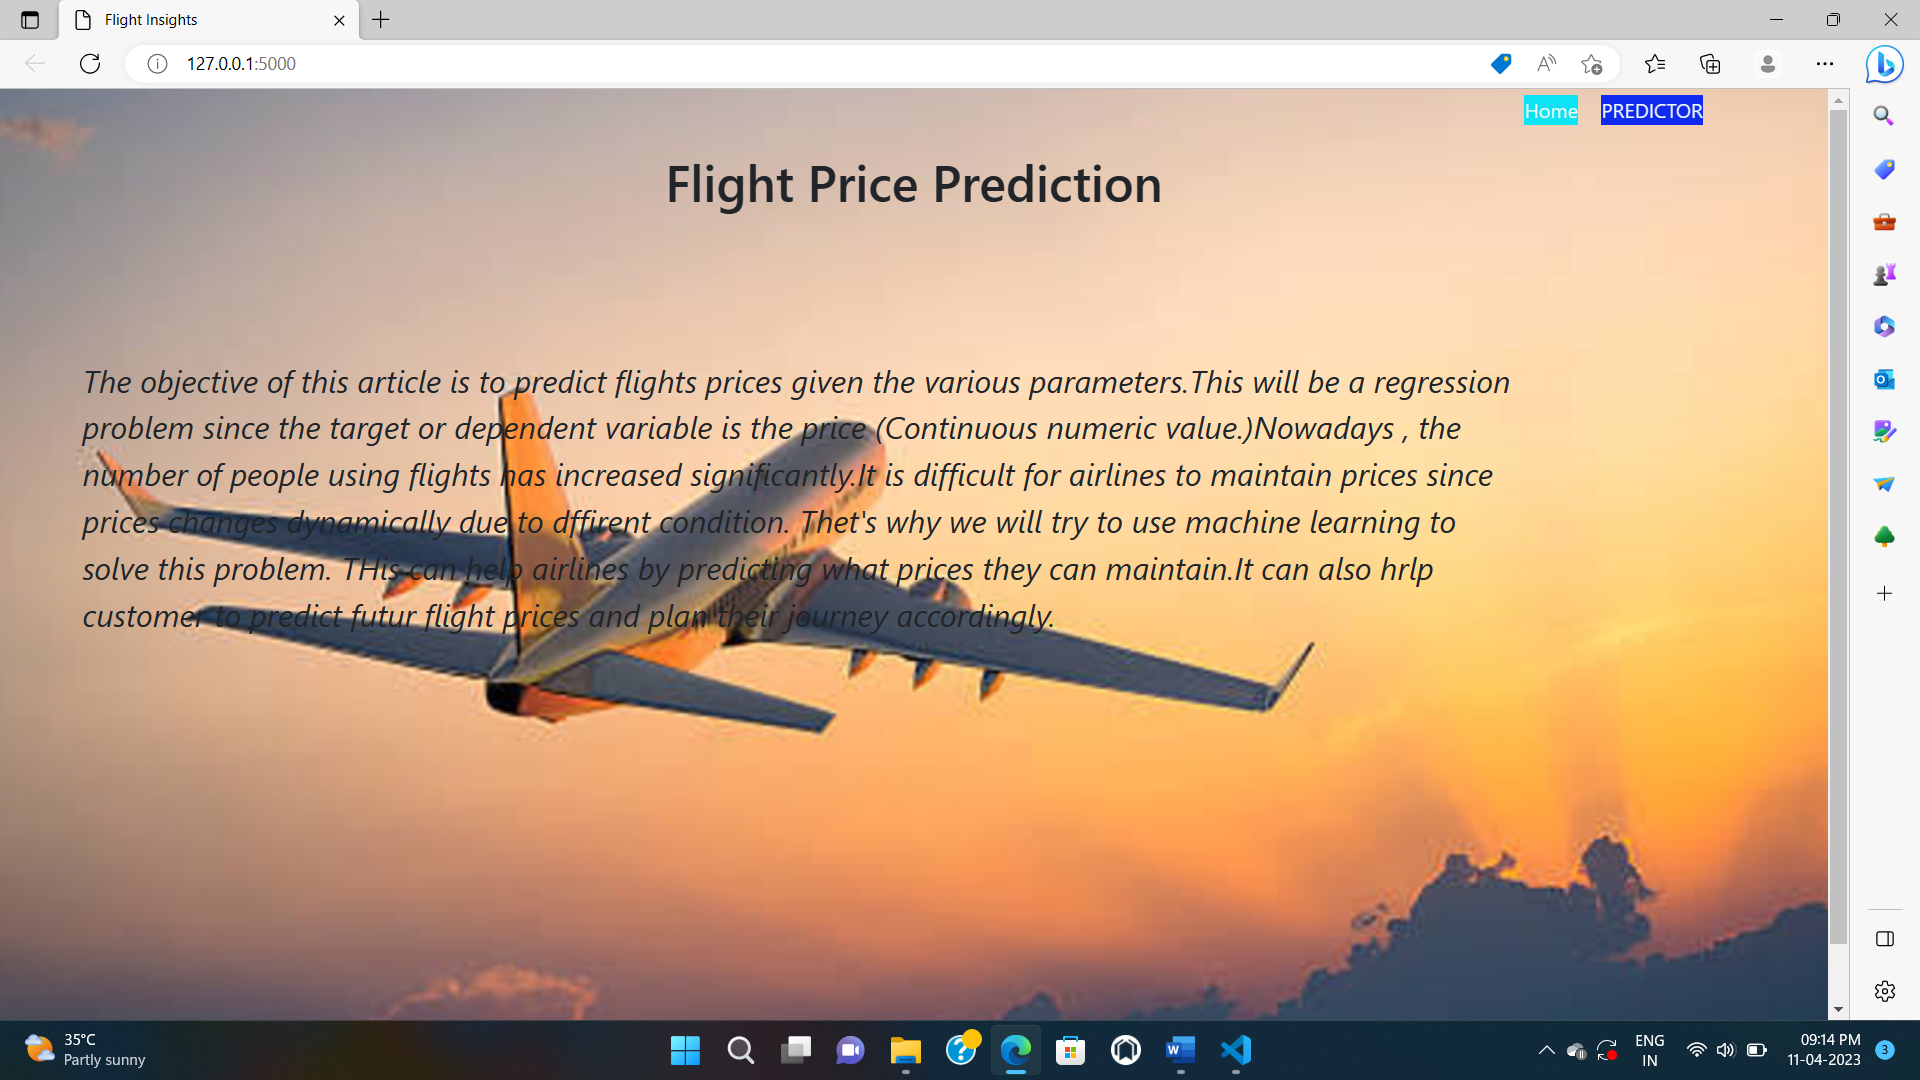 Flight Insights
127.0.0.1:5000
Home PREDICTOR
Flight Price Prediction
The objective of this article is to predict flights prices given the various parameters.This will be a regression
problem since the target or dependent variable is the price (Continuous numeric value.)Nowadays , the
number of people using flights has increased significantly.It is difficult for airlines to maintain prices since
prices changes dynamically due to dffirent condition. Thet's why we will try to use machine learning to
solve this problem. THis can help airlines by predicting what prices they can maintain.It can also hrlp
customer to predict futur flight prices and plan their journey accordingly.
35°C
Partly sunny
ENG
IN
09:14 PM
11-04-2023
3